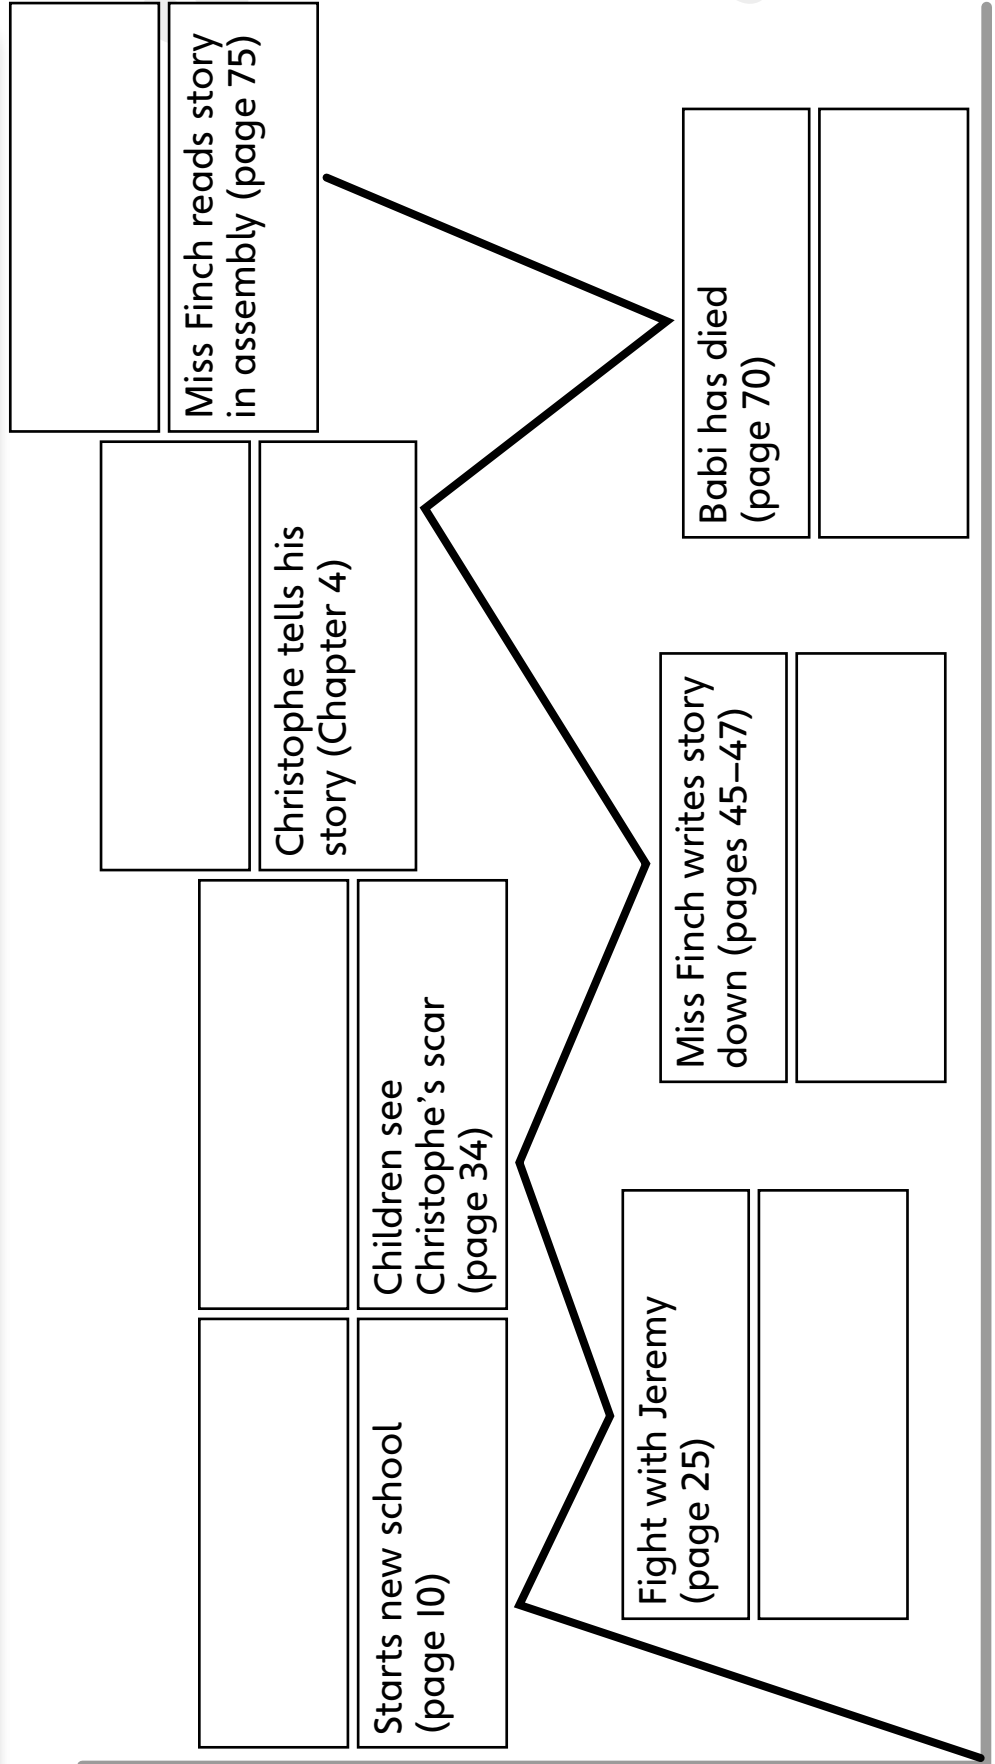 Starts new school
(page 10)
Fight with Jeremy
(page 25)
Children see
Christophe’s scar
(page 34)
Miss Finch writes story
down (pages 45–47)
Christophe tells his
story (Chapter 4)
Babi has died
(page 70)
Miss Finch reads story
in assembly (page 75)